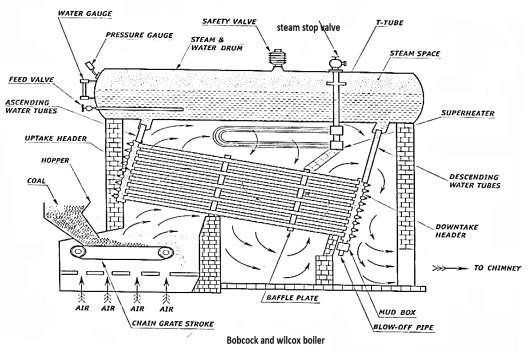 WATER GAUGE
SAFETY VALVE
steam stop valve
T-TUBE
PRESSURE GAUGE
STEAM &
WATER DRUM
STEAM SPACE
FEED VALVE
ASCENDING
WATER TUBES
SUPERHEATER
UPTAKE HEADER
HOPPER
COAL
DESCENDING
WATER TUBES
DOWNTAKE
HEADER
TO CHIMNEY
BAFFLE PLATE
MUD BOX
AIR AIR AIR AIR
CHAIN GRATE STROKE
BLOW-OFF PIPE
Bobcock and wilcox boiler